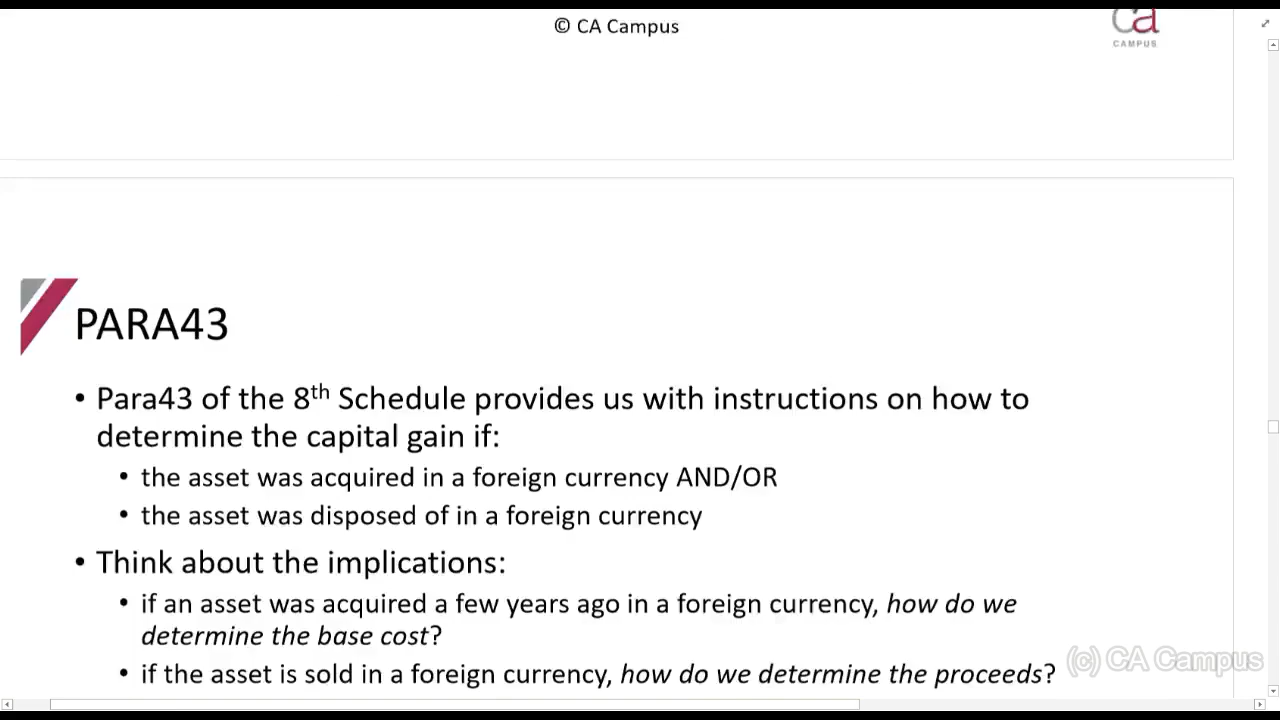 © CA Campus
Ca
CAMPUS
PARA43
• Para43 of the 8th Schedule provides us with instructions on how to
determine the capital gain if:
• the asset was acquired in a foreign currency AND/OR
• the asset was disposed of in a foreign currency
• Think about the implications:
• if an asset was acquired a few years ago in a foreign currency, how do we
determine the base cost?
• if the asset is sold in a foreign currency, how do we determine the proceeds?
(c) CA Campus